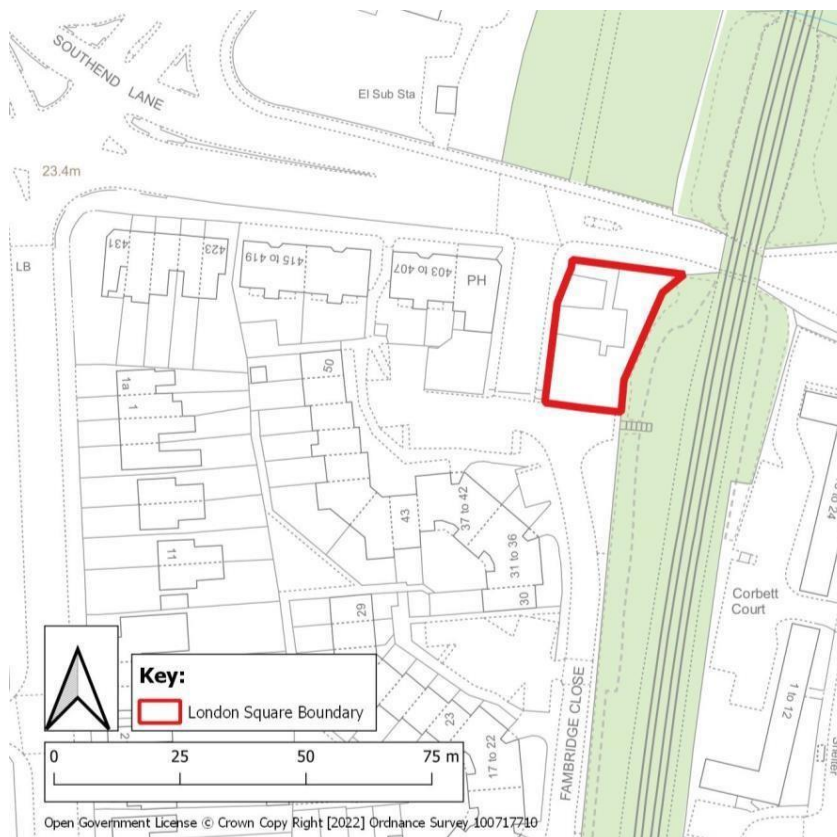 SOUTHEND LANE
El Sub Sta
23.4m
LB
431
423
415 to 419
403 to 407
PH
50
1a
1
11
43
37 to 42
31 to 36
30
29
23
17 to 22
FAMBRIDGE CLOSE
Corbett
Court
1 to 12
24
2
Shelter
Key:
London Square Boundary
0 25 50 75 m
Open Government License © Crown Copy Right [2022] Ordnance Survey 100717710